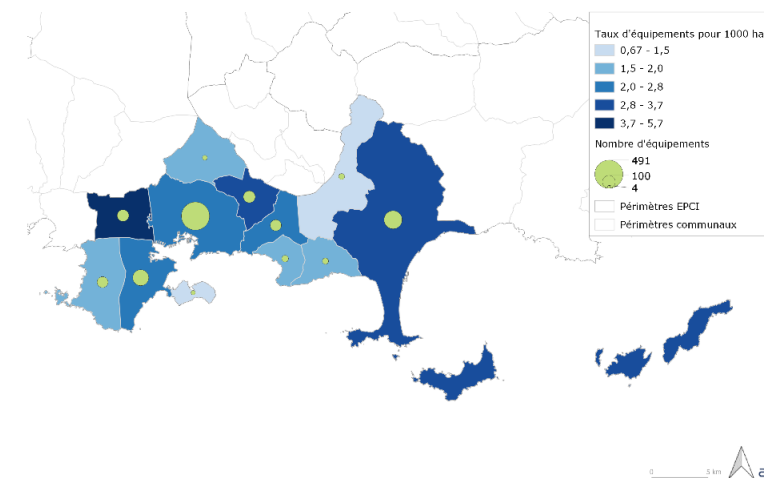 Taux d'équipements pour 1000 ha
0,67 - 1,5
1,5 - 2,0
2,0 - 2,8
2,8 - 3,7
3,7 - 5,7
Nombre d'équipements
491
100
4
Périmètres EPCI
Périmètres communaux
0 5 km
a